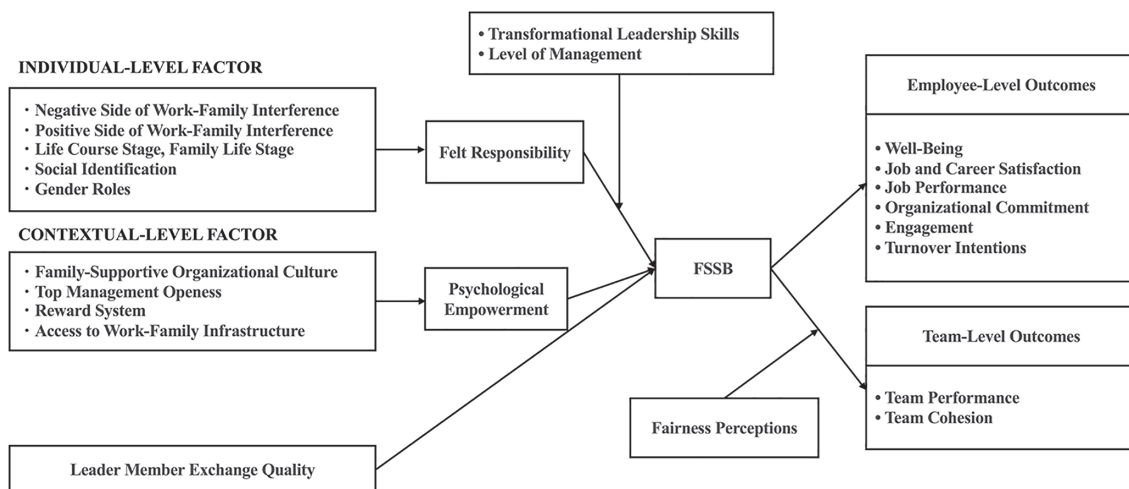 • Transformational Leadership Skills
• Level of Management
INDIVIDUAL-LEVEL FACTOR
· Negative Side of Work-Family Interference
· Positive Side of Work-Family Interference
· Life Course Stage, Family Life Stage
· Social Identification
· Gender Roles
Felt Responsibility
CONTEXTUAL-LEVEL FACTOR
· Family-Supportive Organizational Culture
· Top Management Openess
· Reward System
· Access to Work-Family Infrastructure
Psychological
Empowerment
Leader Member Exchange Quality
FSSB
Fairness Perceptions
Employee-Level Outcomes
• Well-Being
• Job and Career Satisfaction
• Job Performance
• Organizational Commitment
• Engagement
• Turnover Intentions
Team-Level Outcomes
• Team Performance
• Team Cohesion